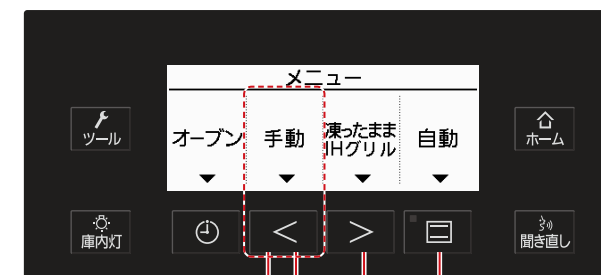 メニュー
オーブン
手動
凍ったまま
IHグリル
自動
ツール
ホーム
庫内灯
聞き直し